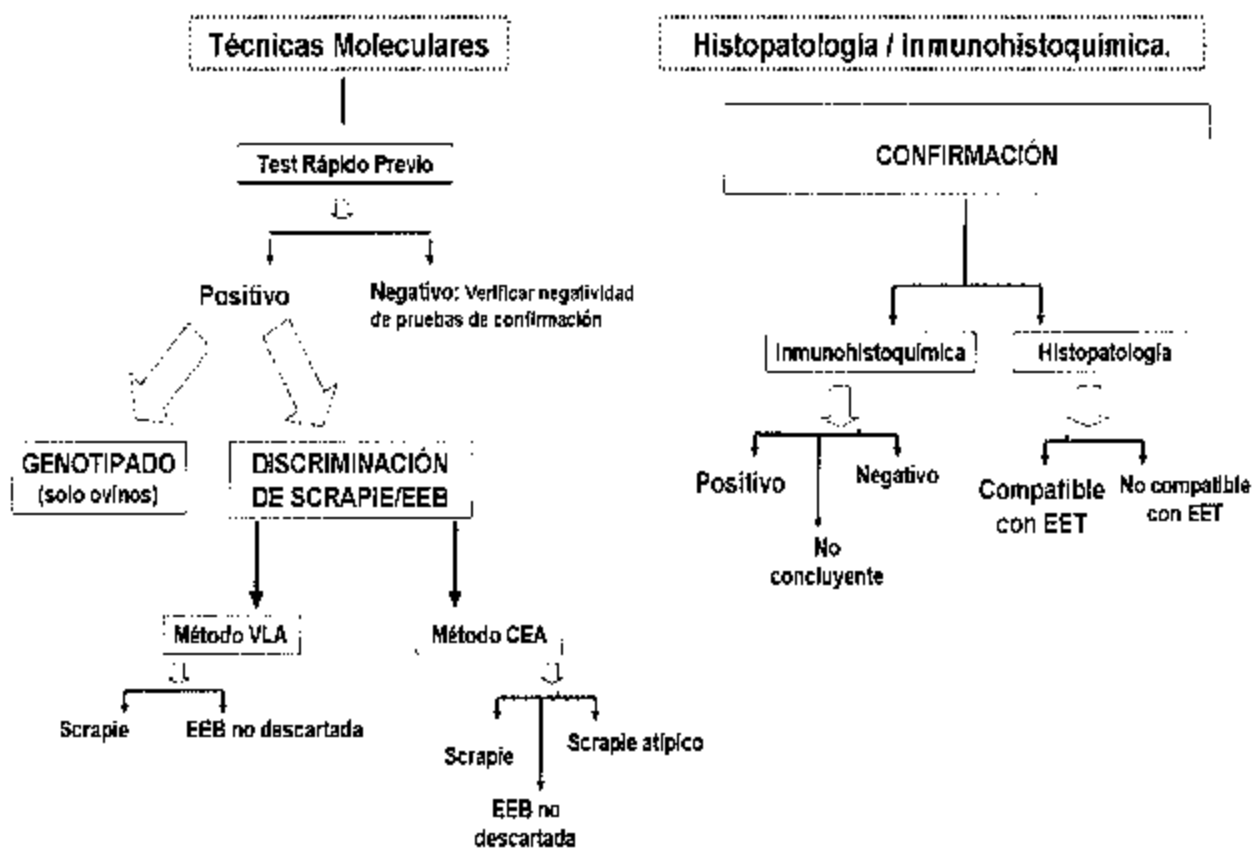 Técnicas Moleculares
Test Rápido Previo
Positivo
Negativo: Verificar negatividad
de pruebas de confirmación
GENOTIPADO
(solo ovinos)
DISCRIMINACIÓN
DE SCRAPIE/EEB
Método VLA
Método CEA
Scrapie
EEB no descartada
Scrapie
Scrapie atípico
EEB no
descartada
Histopatología / Inmunohistoquímica.
CONFIRMACIÓN
Inmunohistoquímica
Histopatología
Positivo
Negativo
No
concluyente
Compatible
con EET
No compatible
con EET